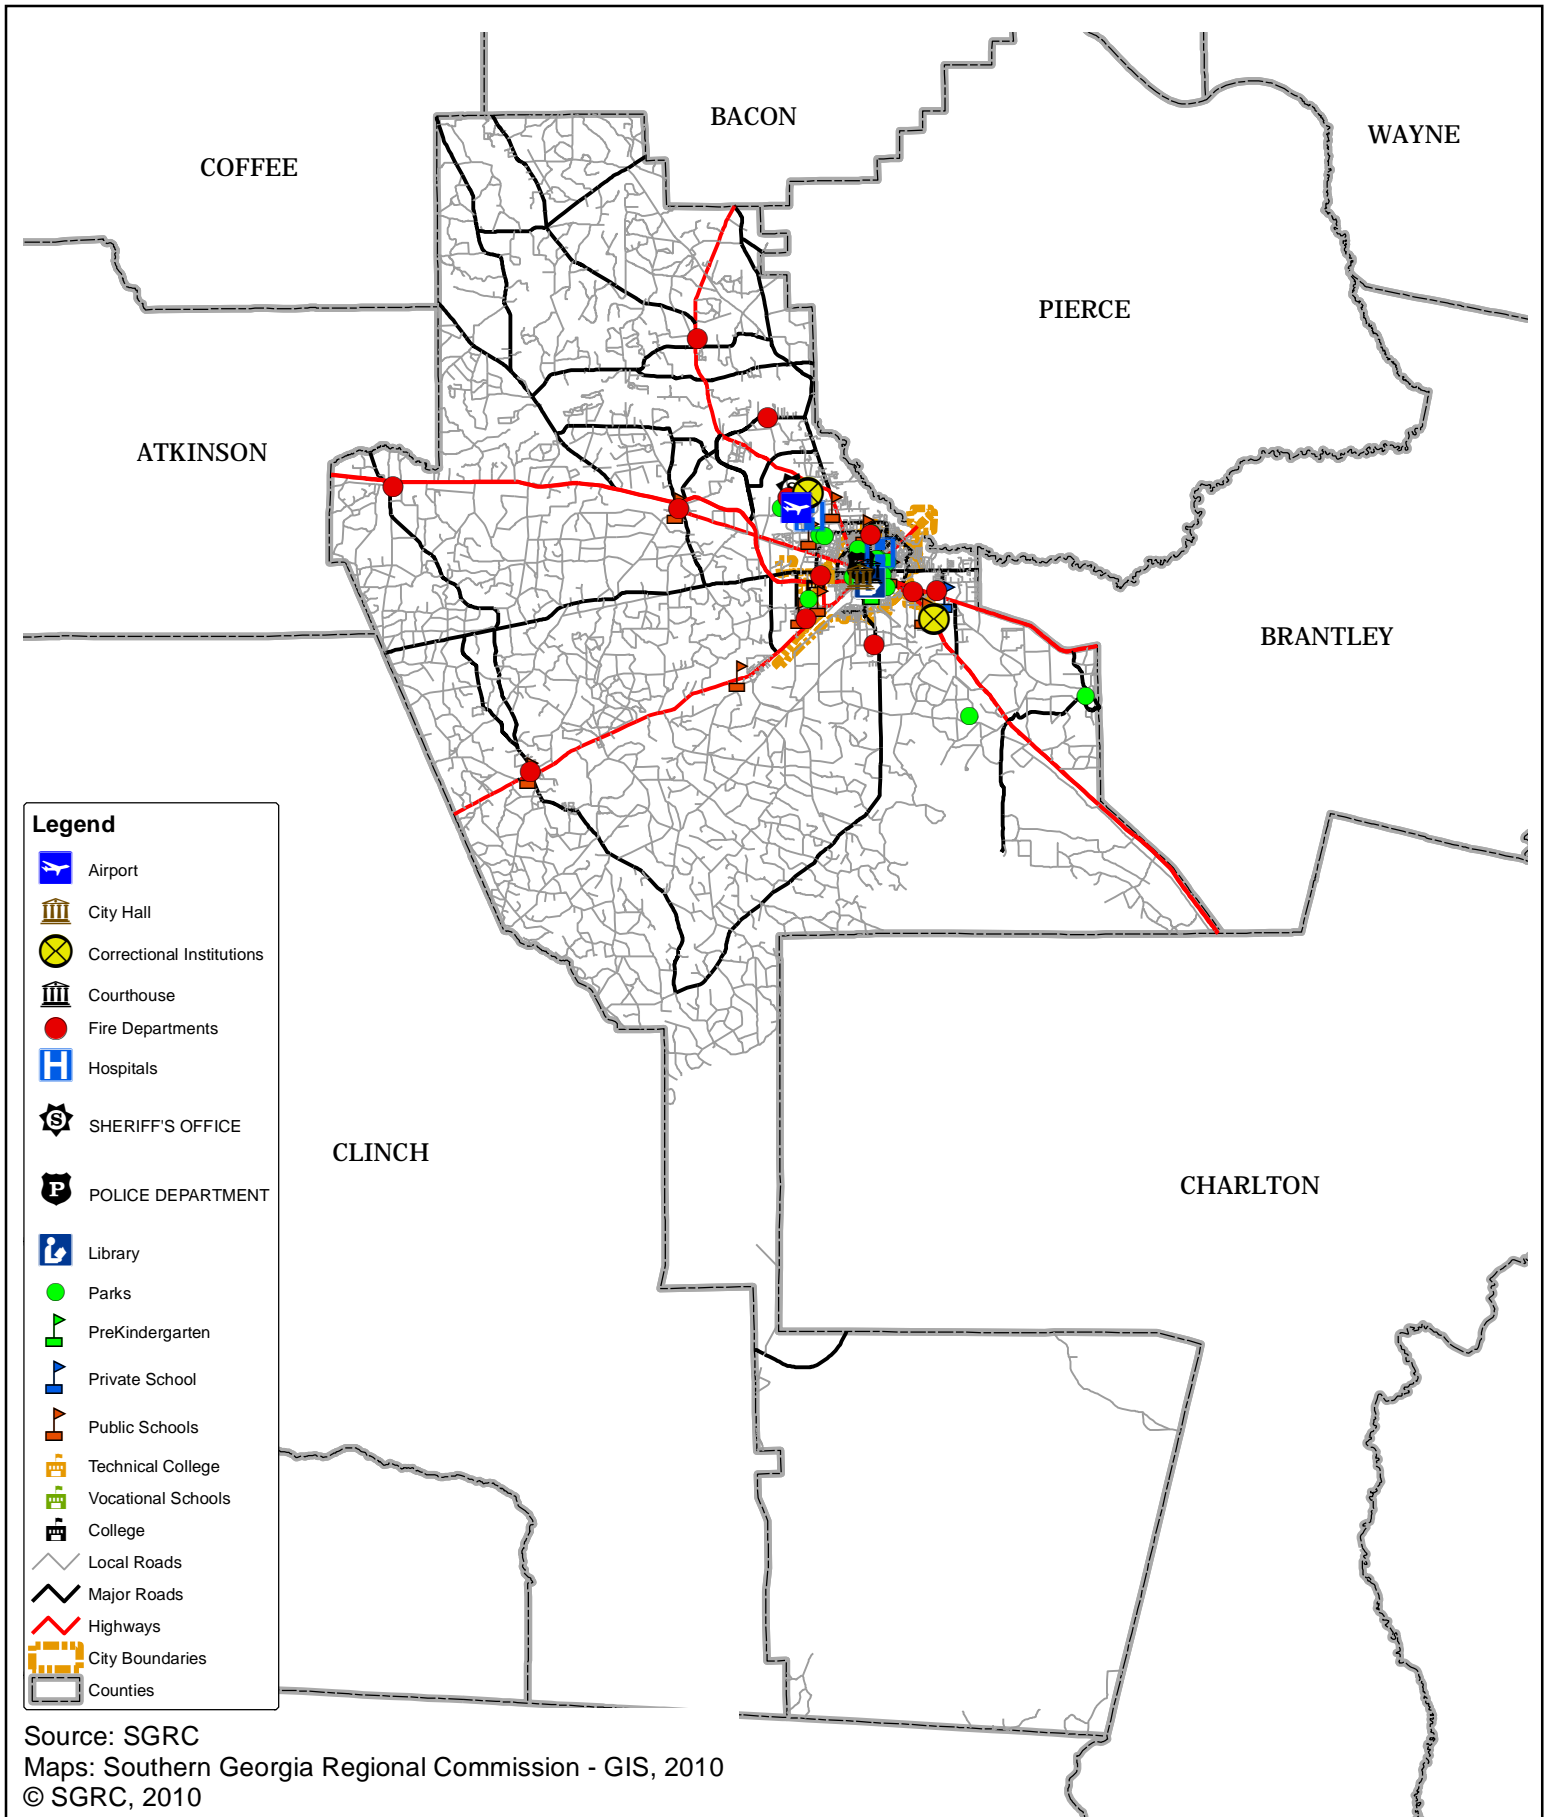 BACON
WAYNE
COFFEE
PIERCE
ATKINSON
BRANTLEY
CLINCH
CHARLTON
Legend
Airport
City Hall
Correctional Institutions
Courthouse
Fire Departments
H Hospitals
S SHERIFF'S OFFICE
P POLICE DEPARTMENT
Library
Parks
PreKindergarten
Private School
Public Schools
Technical College
Vocational Schools
College
Local Roads
Major Roads
Highways
City Boundaries
Counties
Source: SGRC
Maps: Southern Georgia Regional Commission - GIS, 2010
© SGRC, 2010